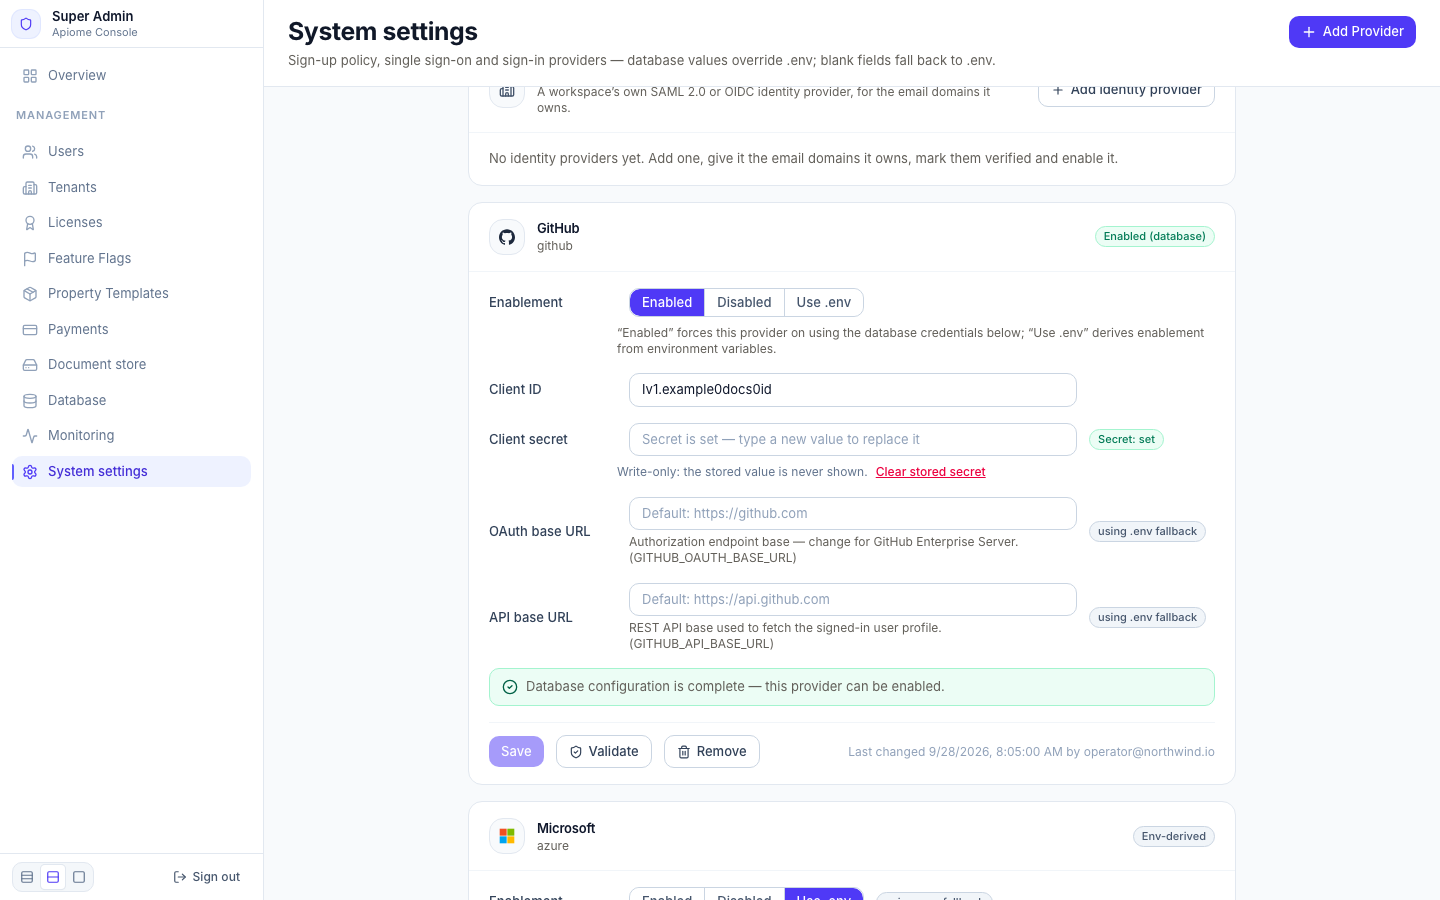 Super Admin
Apiome Console
Overview
MANAGEMENT
Users
Tenants
Licenses
Feature Flags
Property Templates
Payments
Document store
Database
Monitoring
System settings
Sign out
System settings
Sign-up policy, single sign-on and sign-in providers — database values override .env; blank fields fall back to .env.
Add Provider
A workspace's own SAML 2.0 or OIDC identity provider, for the email domains it
owns.
Add identity provider
No identity providers yet. Add one, give it the email domains it owns, mark them verified and enable it.
GitHub
github
Enabled (database)
Enablement
Enabled
Disabled
Use .env
“Enabled” forces this provider on using the database credentials below; “Use .env” derives enablement
from environment variables.
Client ID
Iv1.example0docs0id
Client secret
Secret is set — type a new value to replace it
Secret: set
Write-only: the stored value is never shown.
Clear stored secret
OAuth base URL
Default: https://github.com
using .env fallback
Authorization endpoint base — change for GitHub Enterprise Server.
(GITHUB_OAUTH_BASE_URL)
API base URL
Default: https://api.github.com
using .env fallback
REST API base used to fetch the signed-in user profile.
(GITHUB_API_BASE_URL)
Database configuration is complete — this provider can be enabled.
Save
Validate
Remove
Last changed 9/28/2026, 8:05:00 AM by operator@northwind.io
Microsoft
azure
Env-derived
Enablement
Enabled
Disabled
Use .env